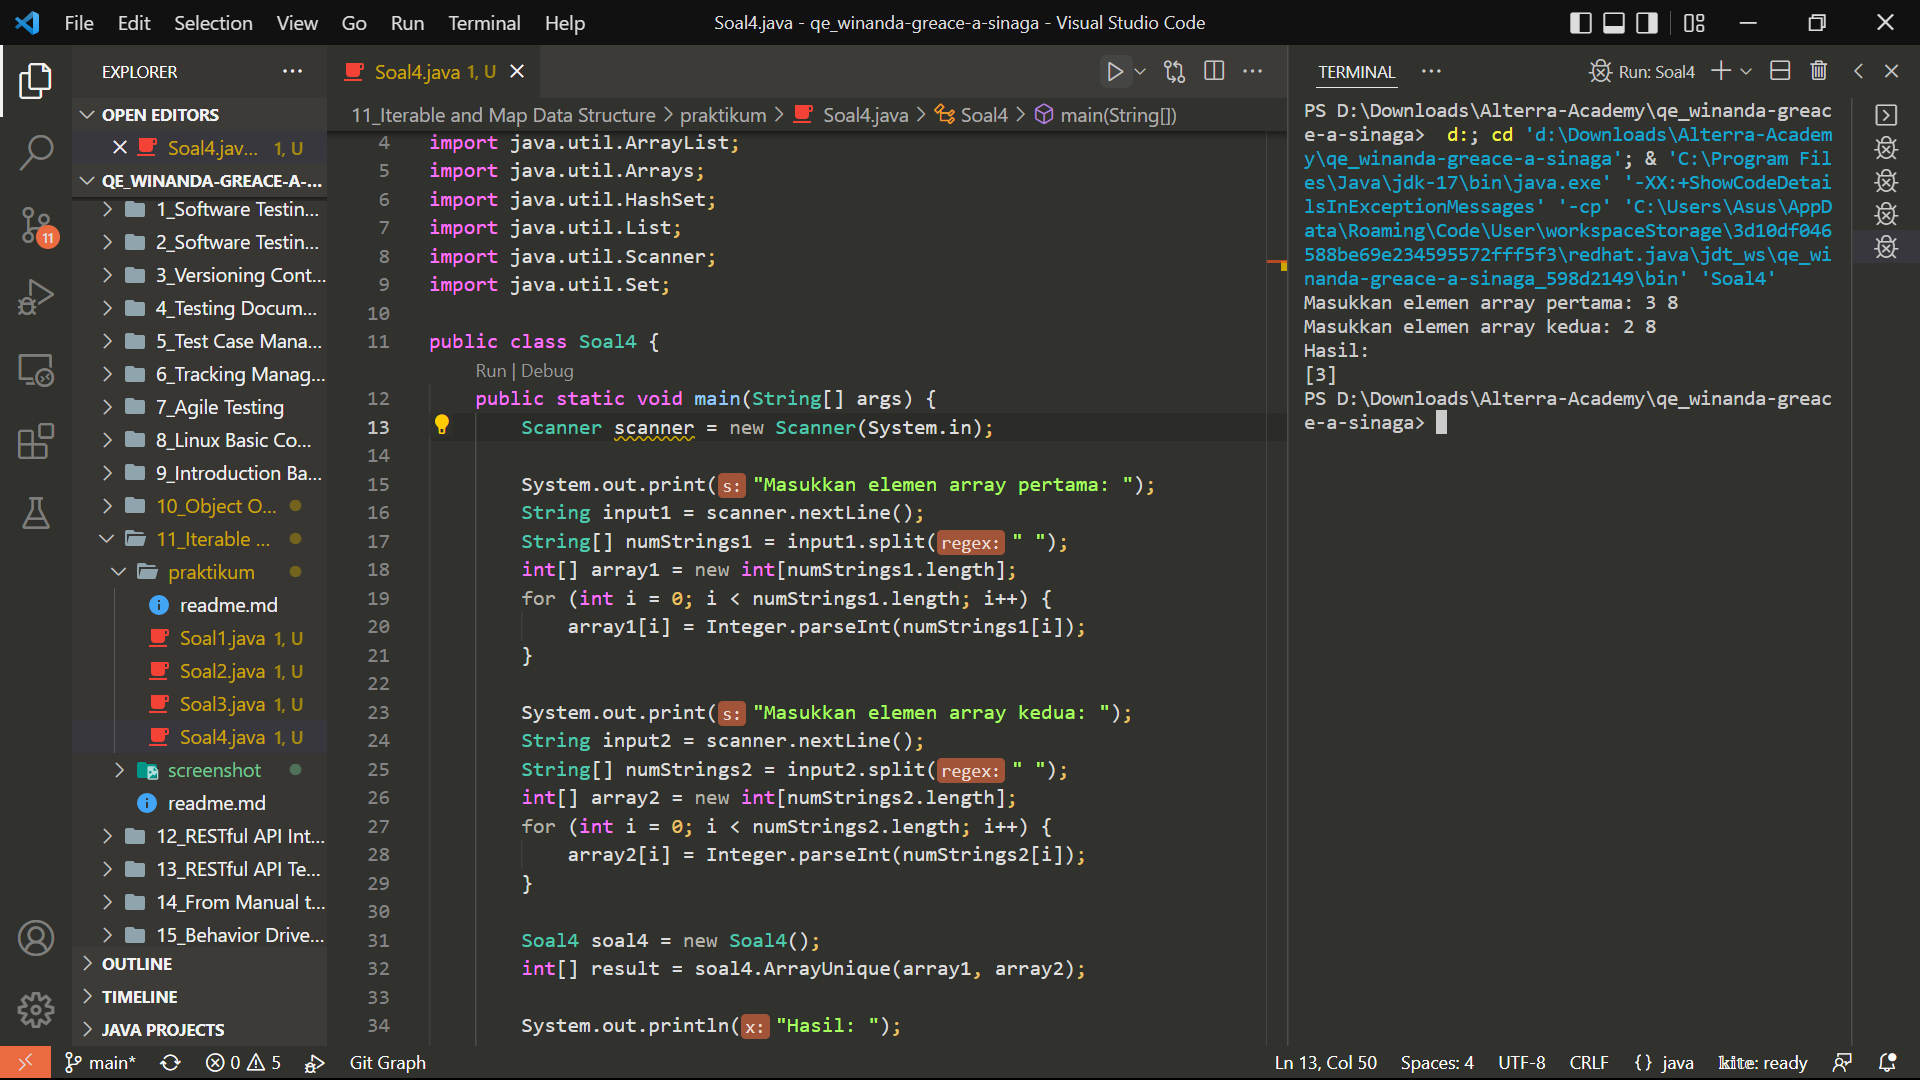 File Edit Selection View Go Run Terminal Help
Soal4.java - qe_winanda-greace-a-sinaga - Visual Studio Code
EXPLORER
OPEN EDITORS
Soal4.jav... 1, U
QE_WINANDA-GREACE-A-...
1_Software Testin...
2_Software Testin...
3_Versioning Cont...
4_Testing Docum...
5_Test Case Mana...
6_Tracking Manag...
7_Agile Testing
8_Linux Basic Co...
9_Introduction Ba...
10_Object O...
11_Iterable ...
praktikum
readme.md
Soal1.java 1, U
Soal2.java 1, U
Soal3.java 1, U
Soal4.java 1, U
screenshot
readme.md
12_RESTful API Int...
13_RESTful API Te...
14_From Manual t...
15_Behavior Drive...
OUTLINE
TIMELINE
JAVA PROJECTS
11
Soal4.java 1, U
11_Iterable and Map Data Structure > praktikum > Soal4.java > Soal4 > main(String[])
4 import java.util.ArrayList;
5 import java.util.Arrays;
6 import java.util.HashSet;
7 import java.util.List;
8 import java.util.Scanner;
9 import java.util.Set;
10
11 public class Soal4 {
Run | Debug
12 public static void main(String[] args) {
13 Scanner scanner = new Scanner(System.in);
14
15 System.out.print(s: "Masukkan elemen array pertama: ");
16 String input1 = scanner.nextLine();
17 String[] numStrings1 = input1.split(regex: " ");
18 int[] array1 = new int[numStrings1.length];
19 for (int i = 0; i < numStrings1.length; i++) {
20 array1[i] = Integer.parseInt(numStrings1[i]);
21 }
22
23 System.out.print(s: "Masukkan elemen array kedua: ");
24 String input2 = scanner.nextLine();
25 String[] numStrings2 = input2.split(regex: " ");
26 int[] array2 = new int[numStrings2.length];
27 for (int i = 0; i < numStrings2.length; i++) {
28 array2[i] = Integer.parseInt(numStrings2[i]);
29 }
30
31 Soal4 soal4 = new Soal4();
32 int[] result = soal4.ArrayUnique(array1, array2);
33
34 System.out.println(x: "Hasil: ");
TERMINAL
Run: Soal4
PS D:\Downloads\Alterra-Academy\qe_winanda-greac
e-a-sinaga>  d:; cd 'd:\Downloads\Alterra-Academ
y\qe_winanda-greace-a-sinaga'; & 'C:\Program Fil
es\Java\jdk-17\bin\java.exe' '-XX:+ShowCodeDetai
lsInExceptionMessages' '-cp' 'C:\Users\Asus\AppD
ata\Roaming\Code\User\workspaceStorage\3d10df046
588be69e234595572fff5f3\redhat.java\jdt_ws\qe_wi
nanda-greace-a-sinaga_598d2149\bin' 'Soal4'
Masukkan elemen array pertama: 3 8
Masukkan elemen array kedua: 2 8
Hasil:
[3]
PS D:\Downloads\Alterra-Academy\qe_winanda-greac
e-a-sinaga>
main* 0 5 Git Graph
Ln 13, Col 50 Spaces: 4 UTF-8 CRLF {} java kite: ready